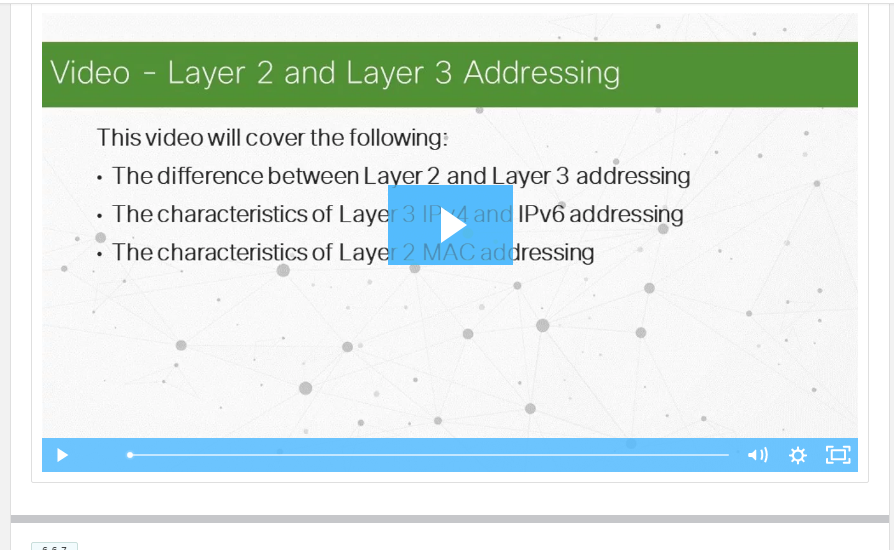 Video - Layer 2 and Layer 3 Addressing
This video will cover the following:
• The difference between Layer 2 and Layer 3 addressing
• The characteristics of Layer 3 IPv4 and IPv6 addressing
• The characteristics of Layer 2 MAC addressing